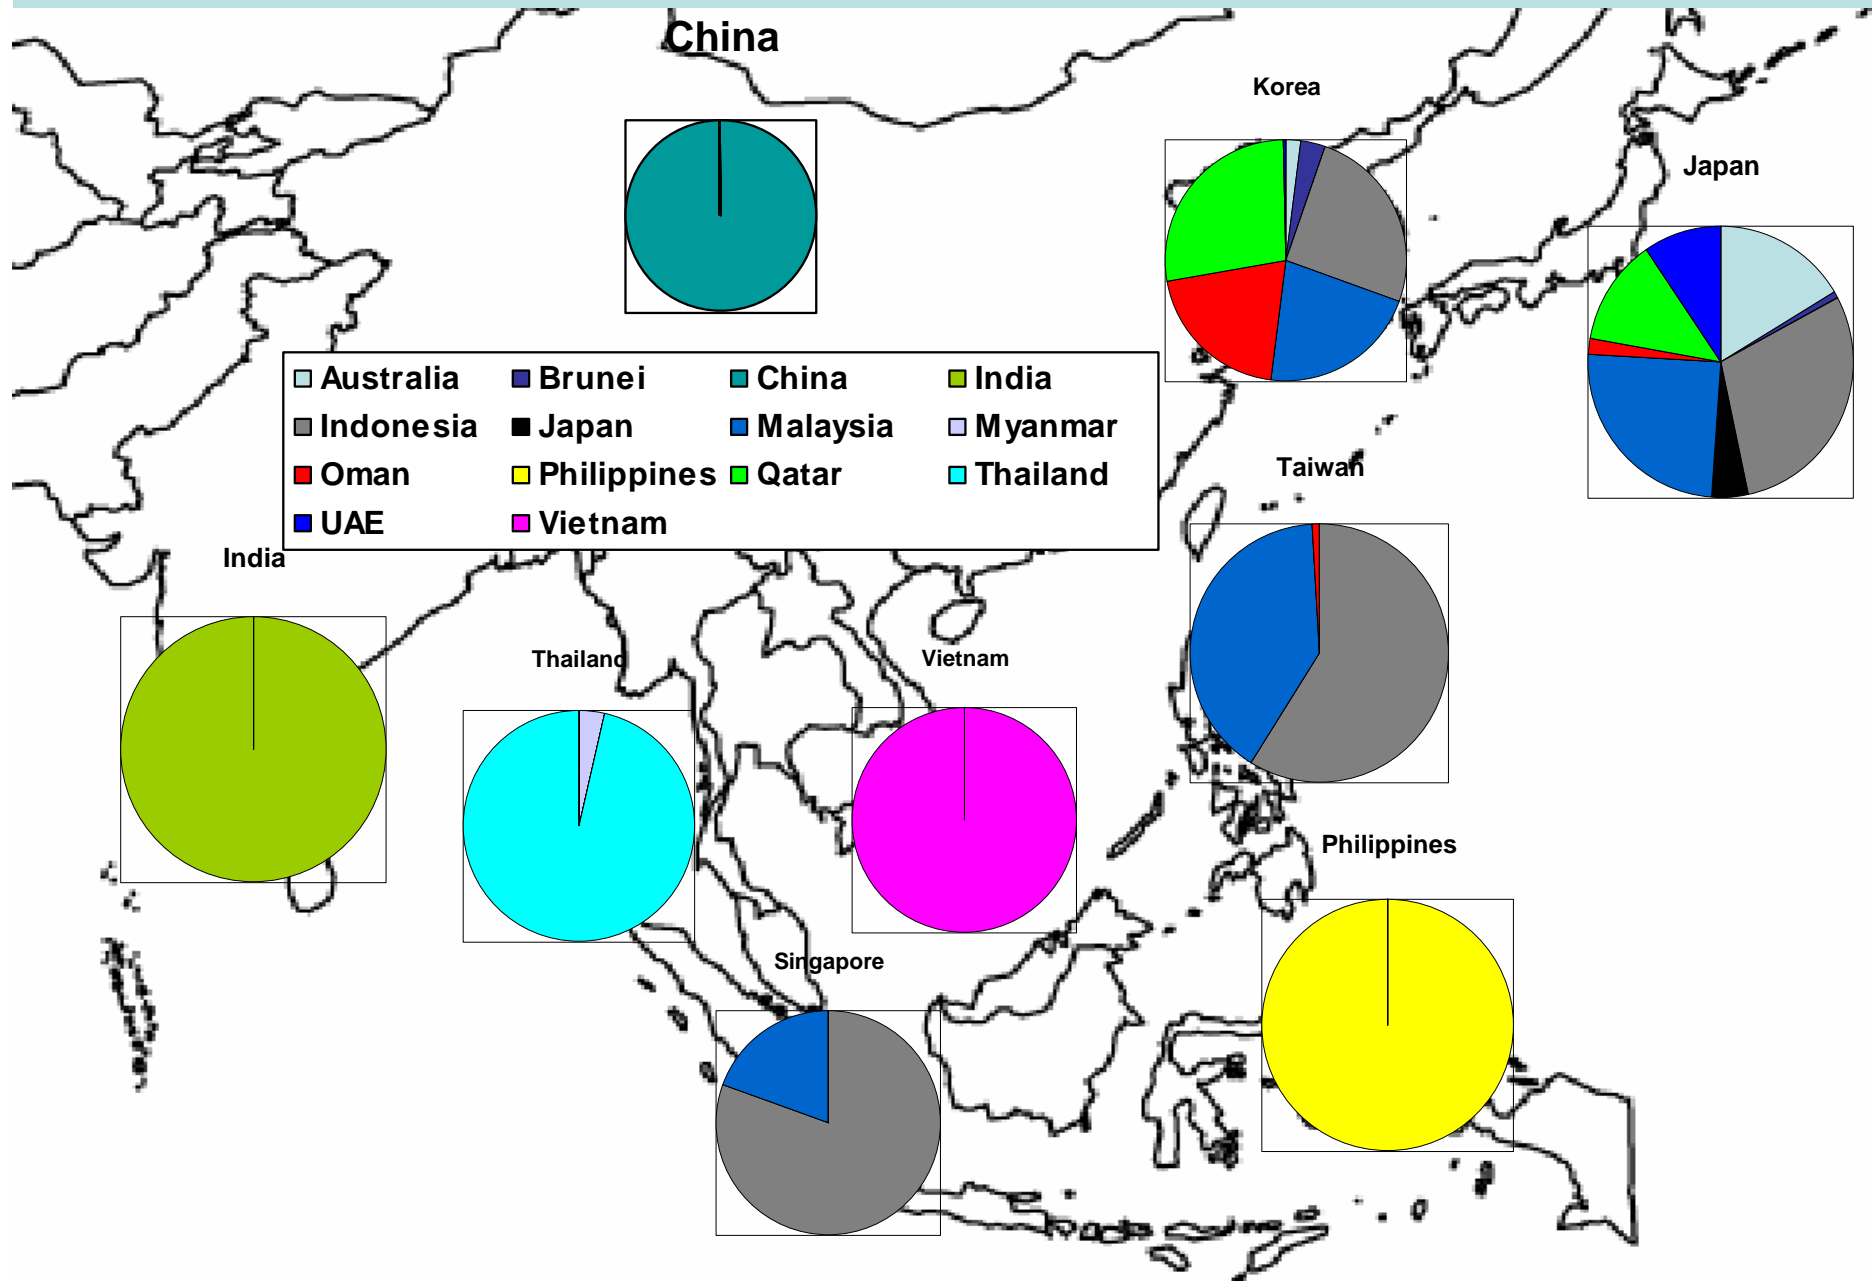 China
Korea
Japan
Australia Brunei China India
Indonesia Japan Malaysia Myanmar
Oman Philippines Qatar Thailand
UAE Vietnam
Taiwan
India
Thailand
Vietnam
Philippines
Singapore